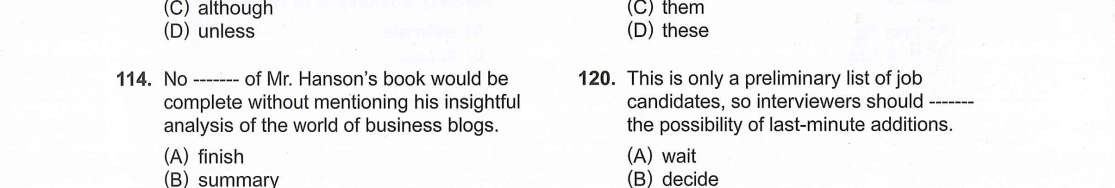 (C) although
(D) unless
114. No ------- of Mr. Hanson's book would be
complete without mentioning his insightful
analysis of the world of business blogs.
(A) finish
(B) summary
(C) them
(D) these
120. This is only a preliminary list of job
candidates, so interviewers should -------
the possibility of last-minute additions.
(A) wait
(B) decide